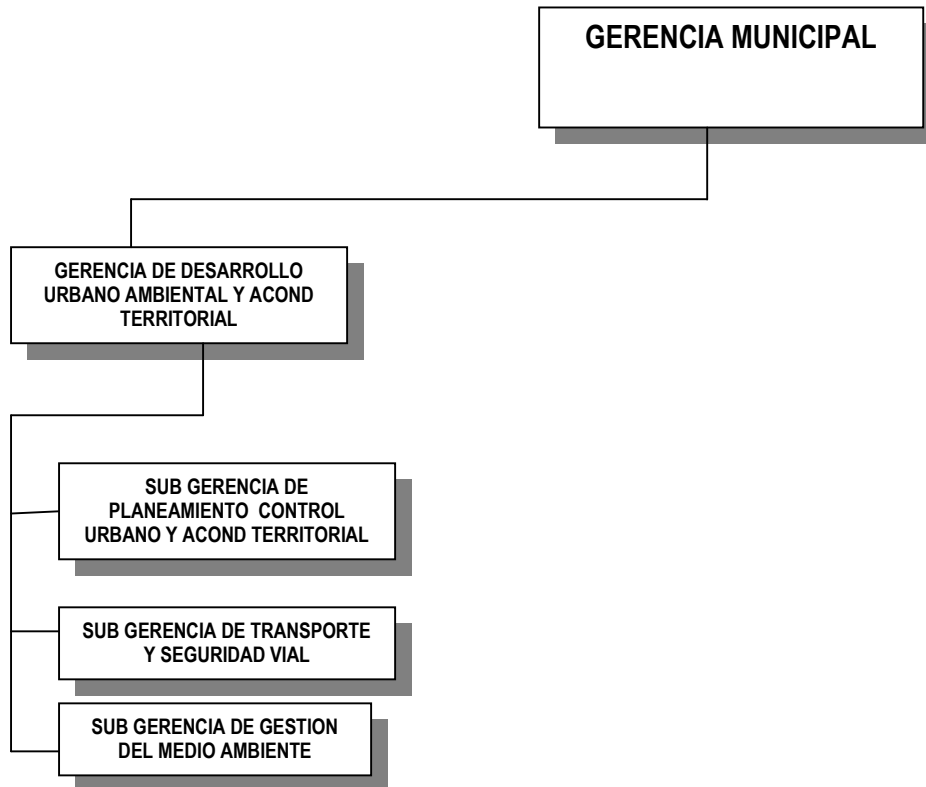 GERENCIA MUNICIPAL
GERENCIA DE DESARROLLO
URBANO AMBIENTAL Y ACOND
TERRITORIAL
SUB GERENCIA DE
PLANEAMIENTO CONTROL
URBANO Y ACOND TERRITORIAL
SUB GERENCIA DE TRANSPORTE
Y SEGURIDAD VIAL
SUB GERENCIA DE GESTION
DEL MEDIO AMBIENTE